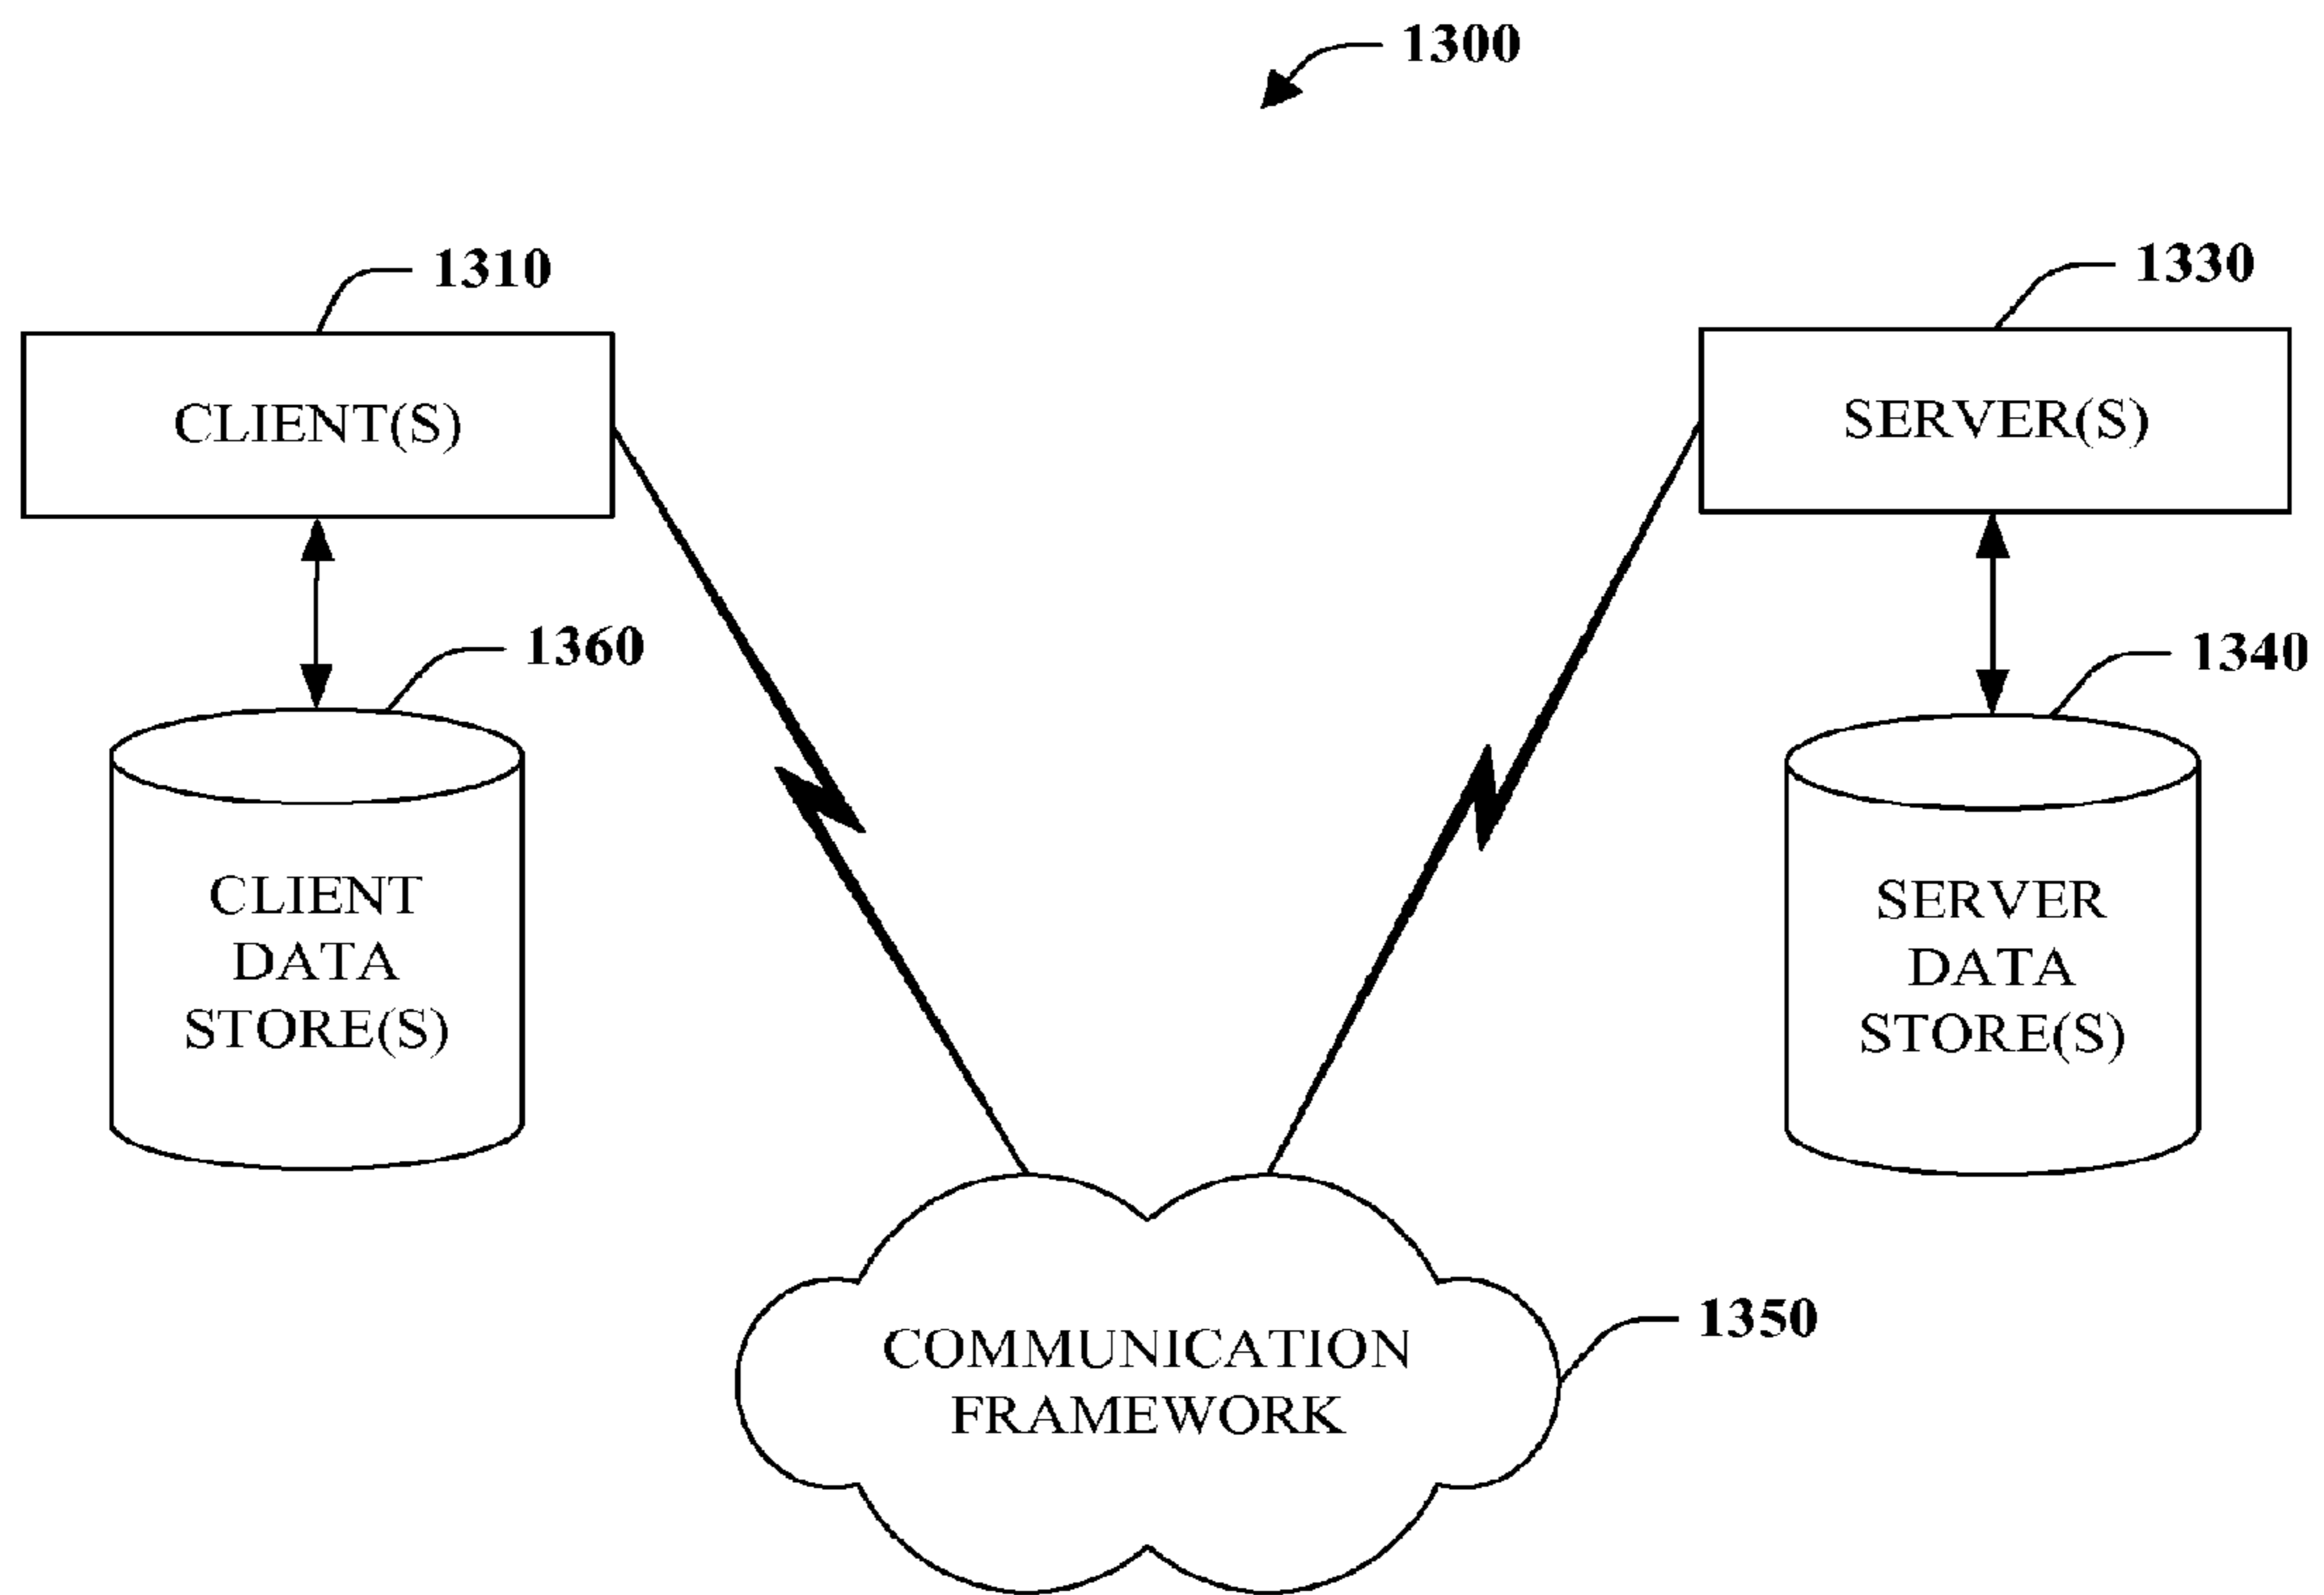 1300
1310
1330
CLIENT(S)
SERVER(S)
1360
1340
CLIENT
DATA
STORE(S)
SERVER
DATA
STORE(S)
COMMUNICATION
FRAMEWORK
1350